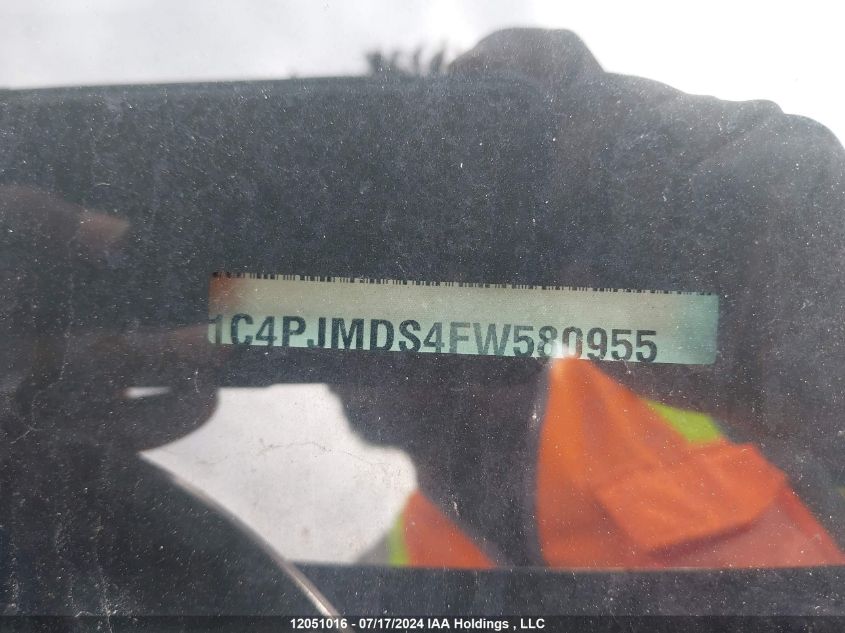 1C4PJMDS4FW580955
12051016 - 07/17/2024 IAA Holdings , LLC